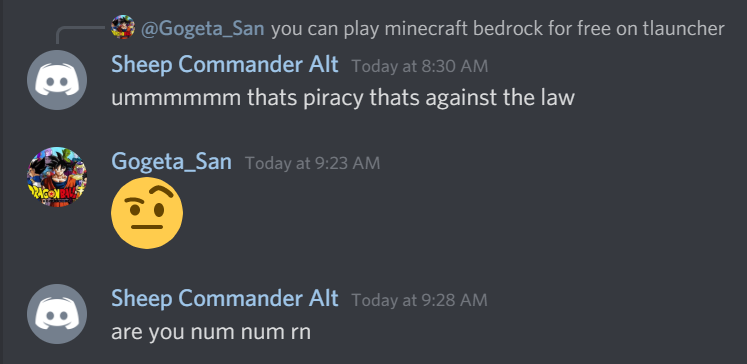 @Gogeta_San you can play minecraft bedrock for free on tlauncher
Sheep Commander Alt Today at 8:30 AM
ummmmmm thats piracy thats against the law
Gogeta_San Today at 9:23 AM
DRAGONBALL
Sheep Commander Alt Today at 9:28 AM
are you num num rn